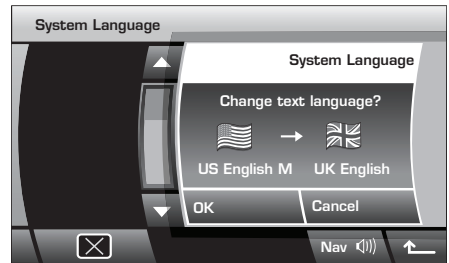 System Language
System Language
Change text language?
US English M
UK English
OK
Cancel
Nav